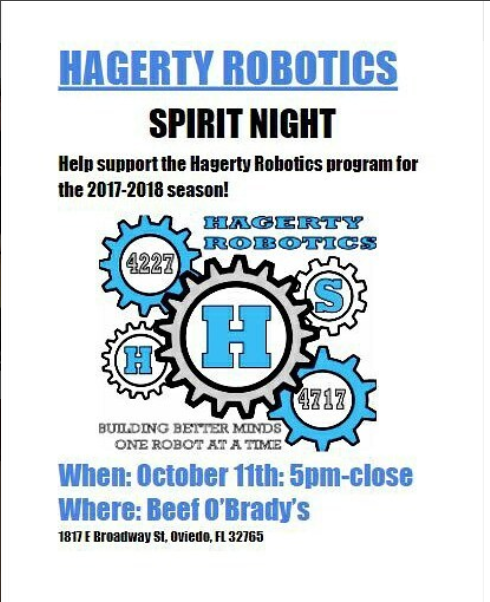 HAGERTY ROBOTICS
SPIRIT NIGHT
Help support the Hagerty Robotics program for
the 2017-2018 season!
HAGERTY
ROBOTICS
4227
S
H
H
4717
BUILDING BETTER MINDS
ONE ROBOT AT A TIME
When: October 11th: 5pm-close
Where: Beef O'Brady's
1817 E Broadway St, Oviedo, FL 32765